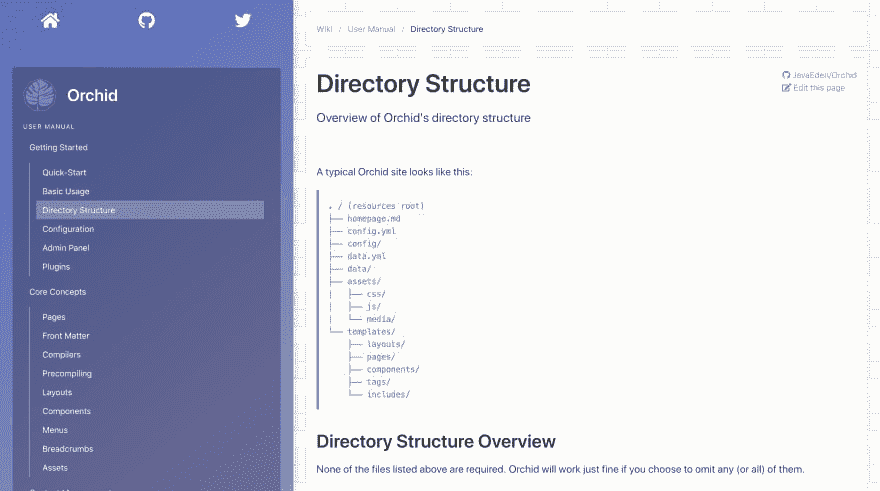 Orchid
USER MANUAL
Getting Started
Quick-Start
Basic Usage
Directory Structure
Configuration
Admin Panel
Plugins
Core Concepts
Pages
Front Matter
Compilers
Precompiling
Layouts
Components
Menus
Breadcrumbs
Assets
Wiki / User Manual / Directory Structure
Directory Structure
JavaEden/Orchid
Edit this page
Overview of Orchid's directory structure
A typical Orchid site looks like this:
. / (resources root)
├── homepage.md
├── config.yml
├── config/
├── data.yml
├── data/
├── assets/
|   ├── css/
|   ├── js/
|   └── media/
└── templates/
    ├── layouts/
    ├── pages/
    ├── components/
    ├── tags/
    └── includes/
Directory Structure Overview
None of the files listed above are required. Orchid will work just fine if you choose to omit any (or all) of them.